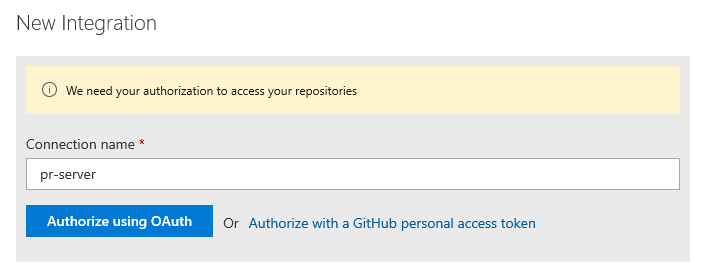 New Integration
We need your authorization to access your repositories
Connection name *
pr-server
Authorize using OAuth Or Authorize with a GitHub personal access token